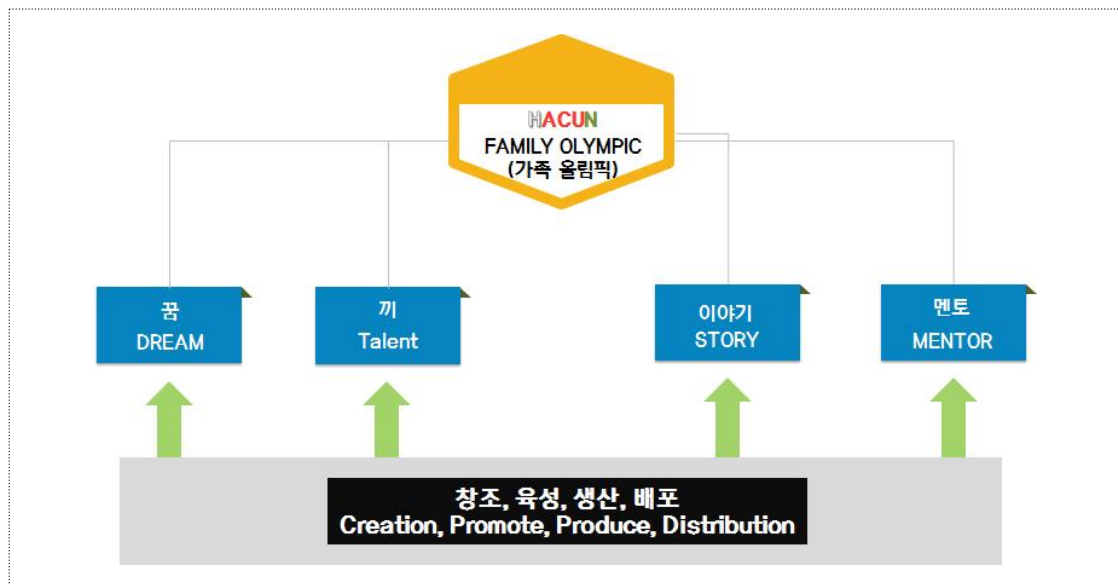 HACUN
FAMILY OLYMPIC
(가족 올림픽)
꿈
DREAM
끼
Talent
이야기
STORY
멘토
MENTOR
창조, 육성, 생산, 배포
Creation, Promote, Produce, Distribution